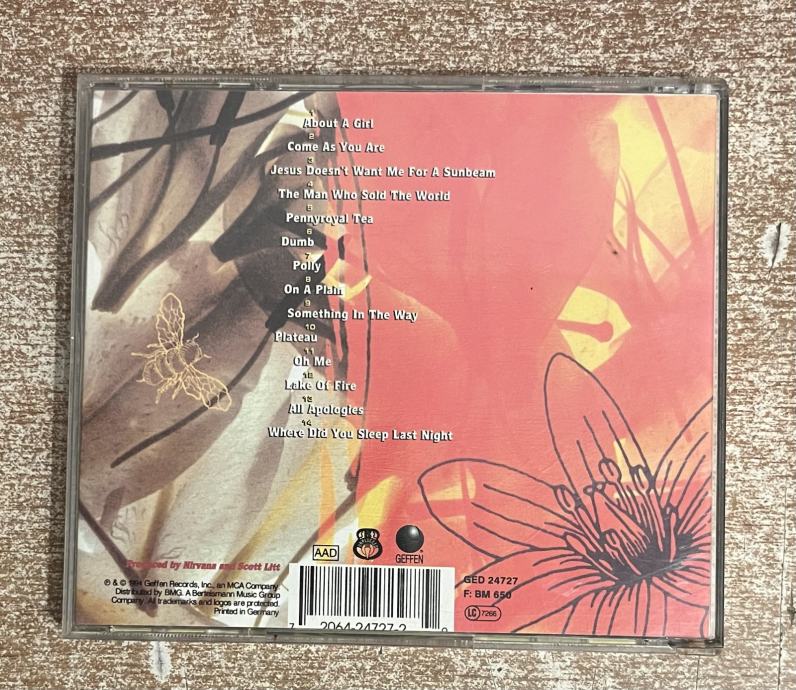 1
About A Girl
2
Come As You Are
3
Jesus Doesn't Want Me For A Sunbeam
4
The Man Who Sold The World
5
Pennyroyal Tea
6
Dumb
7
Polly
8
On A Plain
9
Something In The Way
10
Plateau
11
Oh Me
12
Lake Of Fire
13
All Apologies
14
Where Did You Sleep Last Night
Produced by Nirvana and Scott Litt
℗ & © 1994 Geffen Records, Inc., an MCA Company
Distributed by BMG. A Bertelsmann Music Group
Company. All trademarks and logos are protected.
Printed in Germany
AAD
GEFFEN
7 2064-24727-2
GED 24727
F: BM 650
LC 7266